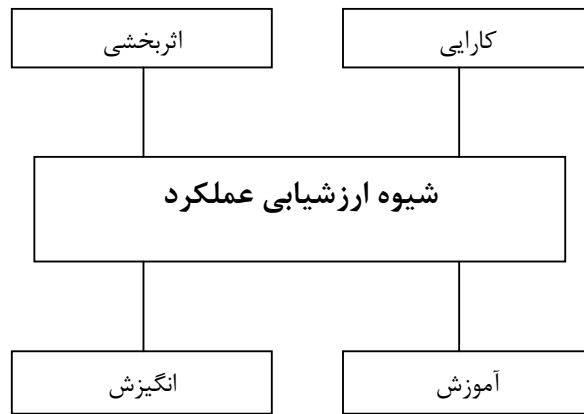 کارایی
اثربخشی
شیوه ارزشیابی عملکرد
آموزش
انگیزش